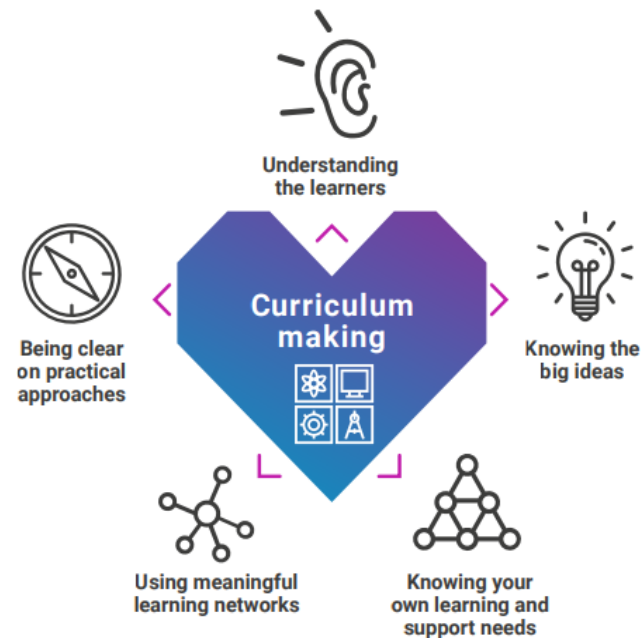 Understanding
the learners
Curriculum
making
Being clear
on practical
approaches
Knowing the
big ideas
Using meaningful
learning networks
Knowing your
own learning and
support needs